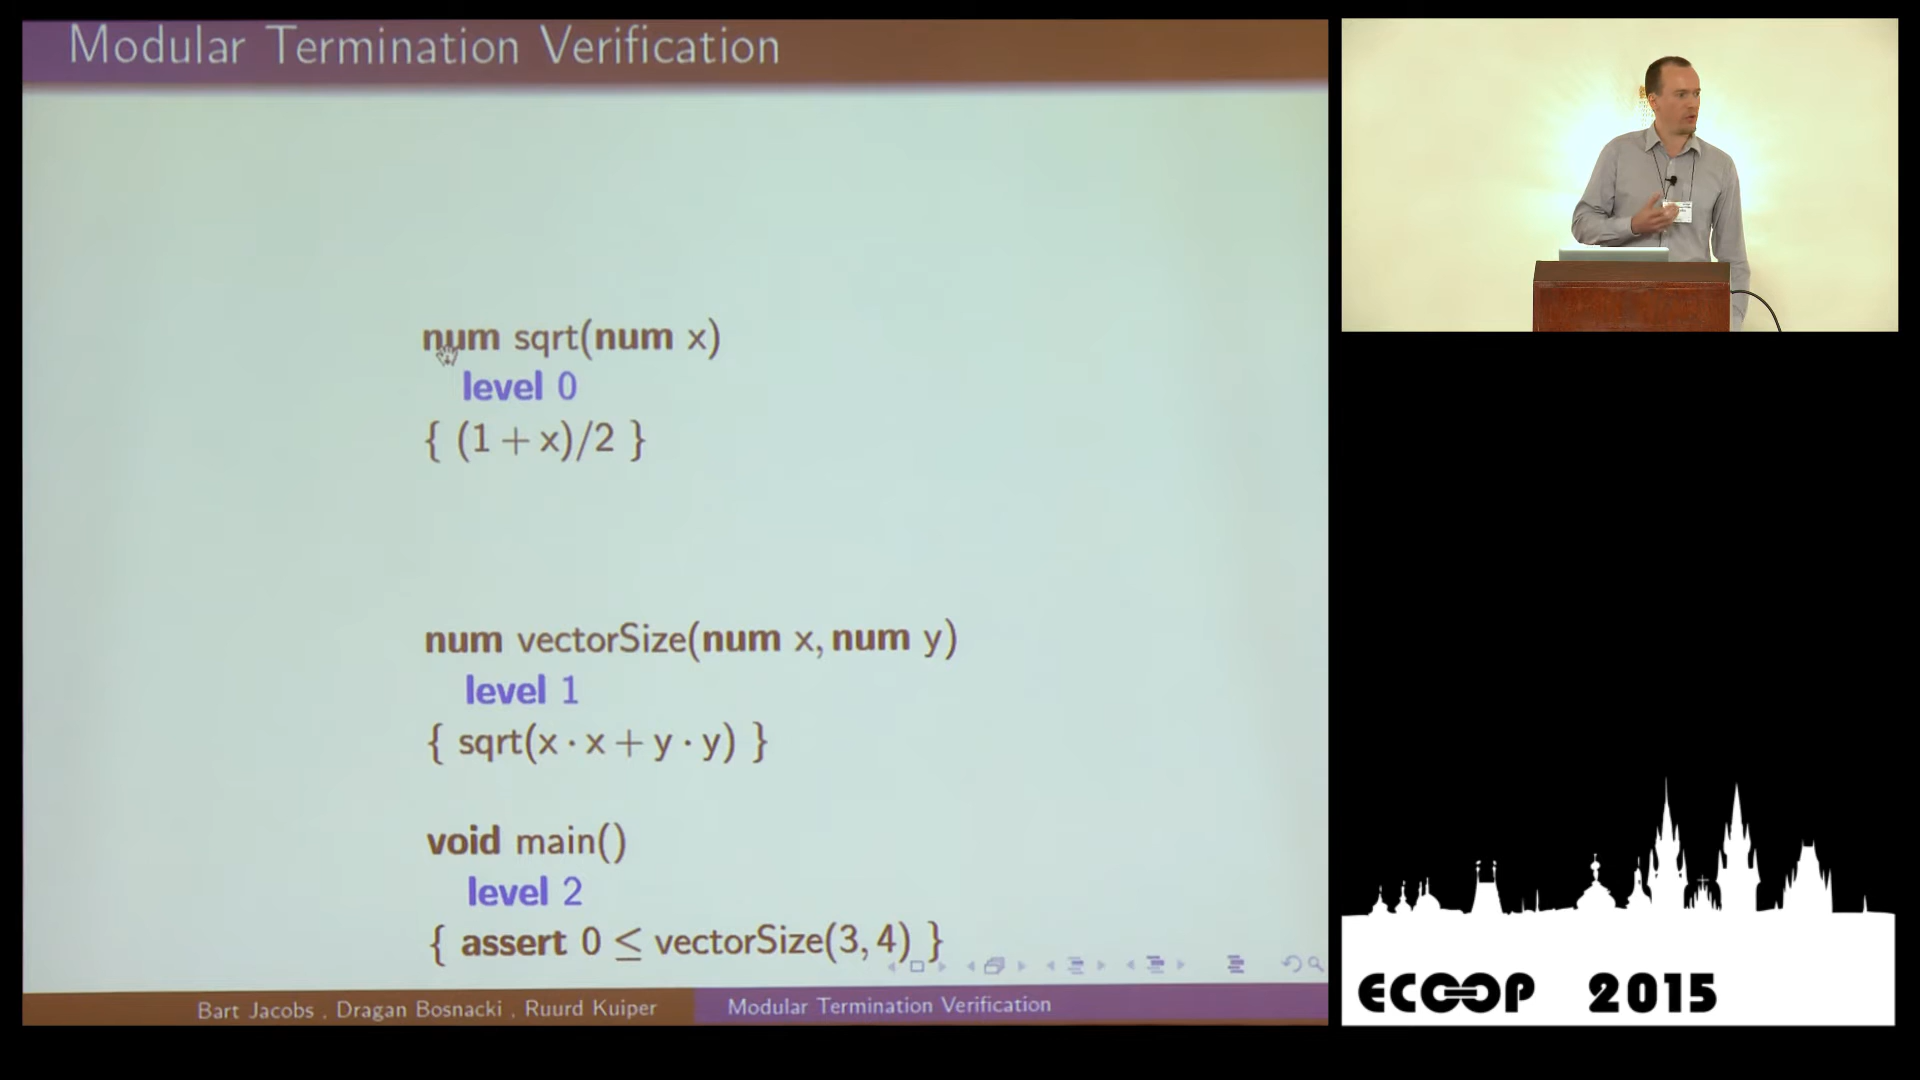 Modular Termination Verification
num sqrt(num x)
level 0
{ (1 + x)/2 }
num vectorSize(num x, num y)
level 1
{ sqrt(x · x + y · y) }
void main()
level 2
{ assert 0 ≤ vectorSize(3, 4) }
Bart Jacobs , Dragan Bosnacki , Ruurd Kuiper
Modular Termination Verification
ECOOP 2015